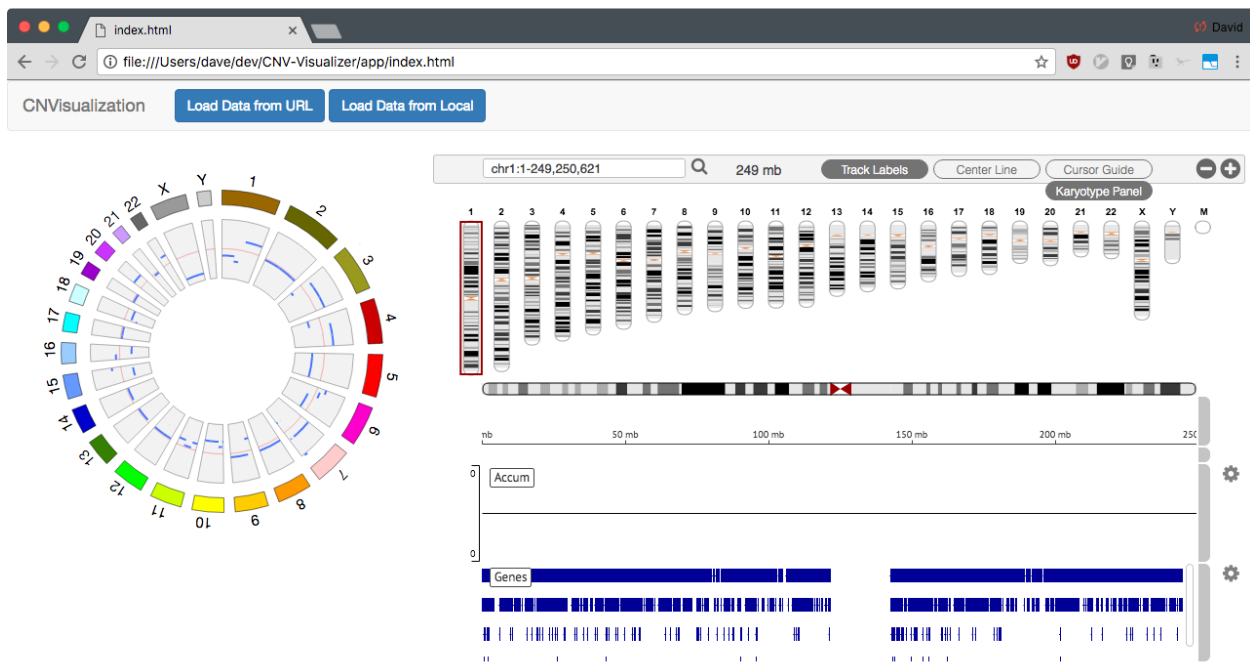 index.html
David
file:///Users/dave/dev/CNV-Visualizer/app/index.html
CNVisualization
Load Data from URL
Load Data from Local
chr1:1-249,250,621
249 mb
Track Labels
Center Line
Cursor Guide
Karyotype Panel
1 2 3 4 5 6 7 8 9 10 11 12 13 14 15 16 17 18 19 20 21 22 X Y M
1
2
3
4
5
6
7
8
9
10
11
12
13
14
15
16
17
18
19
20
21
22
X
Y
mb 50 mb 100 mb 150 mb 200 mb 250
0
Accum
0
Genes